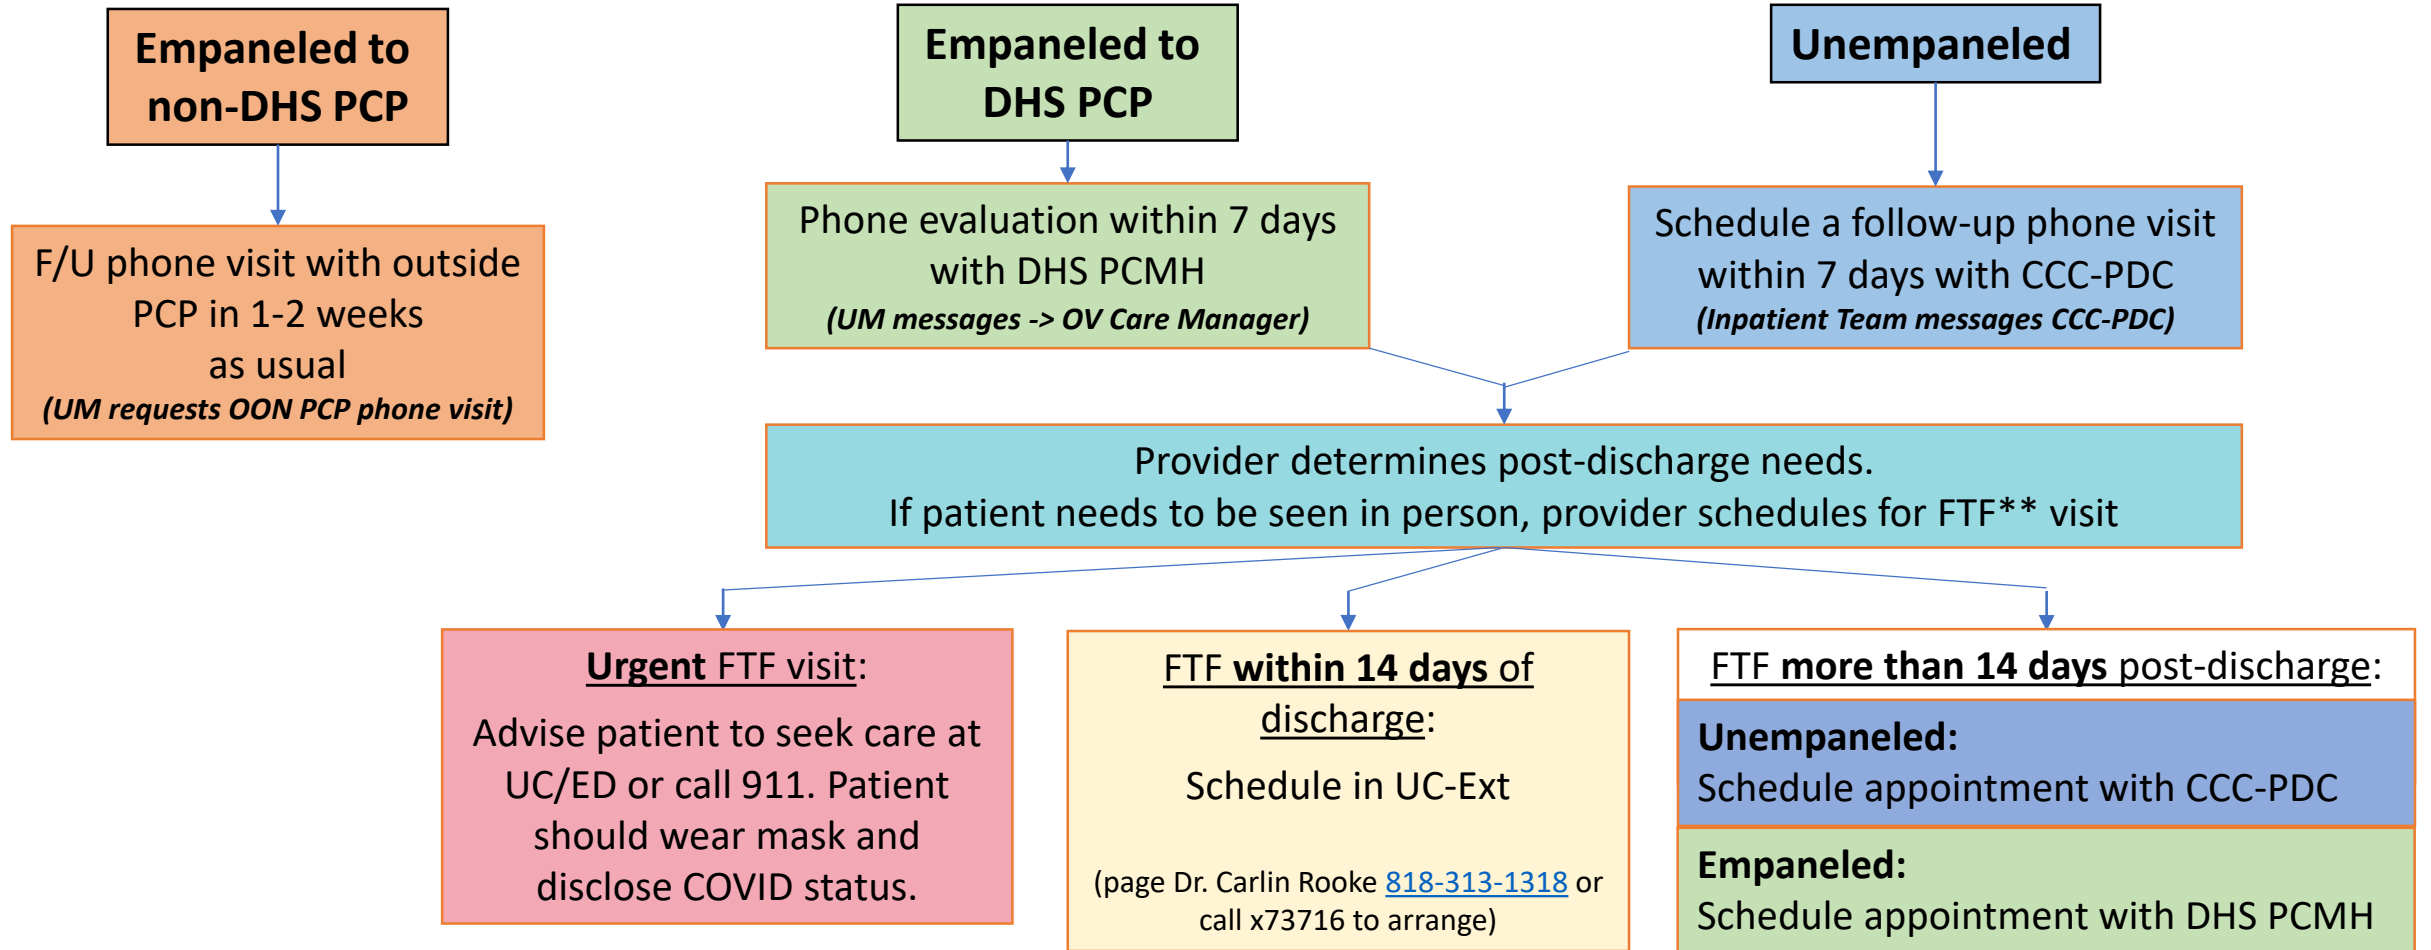 Empaneled to
non-DHS PCP
Empaneled to
DHS PCP
Unempaneled
F/U phone visit with outside
PCP in 1-2 weeks
as usual
(UM requests OON PCP phone visit)
Phone evaluation within 7 days
with DHS PCMH
(UM messages -> OV Care Manager)
Schedule a follow-up phone visit
within 7 days with CCC-PDC
(Inpatient Team messages CCC-PDC)
Provider determines post-discharge needs.
If patient needs to be seen in person, provider schedules for FTF** visit
Urgent FTF visit:
Advise patient to seek care at
UC/ED or call 911. Patient
should wear mask and
disclose COVID status.
FTF within 14 days of
discharge:
Schedule in UC-Ext
(page Dr. Carlin Rooke 818-313-1318 or
call x73716 to arrange)
FTF more than 14 days post-discharge:
Unempaneled:
Schedule appointment with CCC-PDC
Empaneled:
Schedule appointment with DHS PCMH